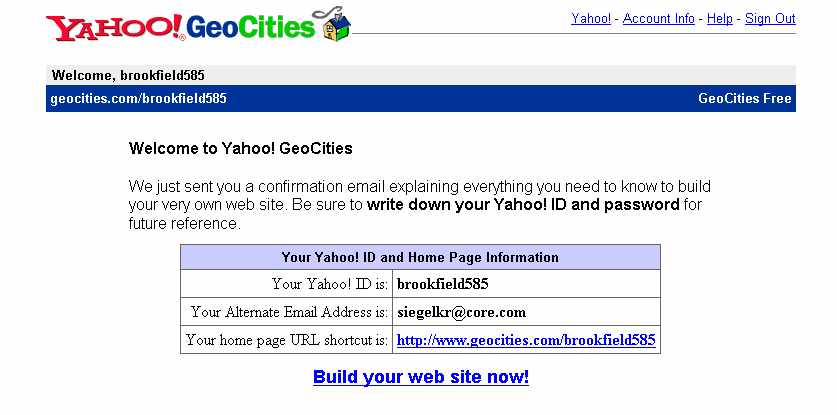 YAHOO! GeoCities
Yahoo! - Account Info - Help - Sign Out
Welcome, brookfield585
geocities.com/brookfield585 GeoCities Free
Welcome to Yahoo! GeoCities
We just sent you a confirmation email explaining everything you need to know to build
your very own web site. Be sure to write down your Yahoo! ID and password for
future reference.
Your Yahoo! ID and Home Page Information
Your Yahoo! ID is: brookfield585
Your Alternate Email Address is: siegelkr@core.com
Your home page URL shortcut is: http://www.geocities.com/brookfield585
Build your web site now!